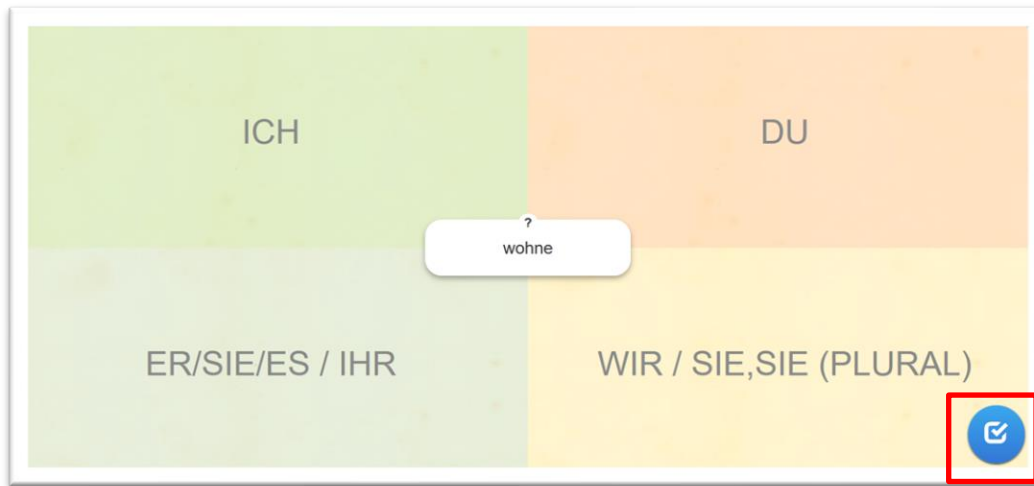 ICH
DU
?
wohne
ER/SIE/ES / IHR
WIR / SIE,SIE (PLURAL)